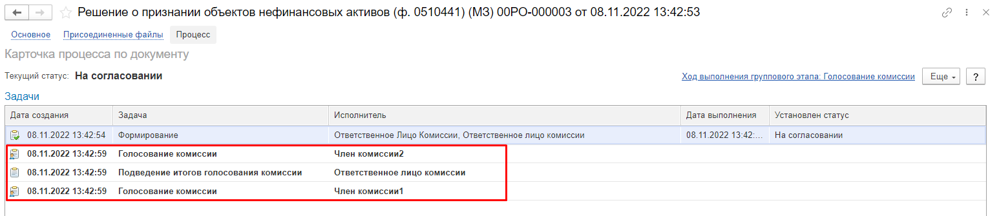 Решение о признании объектов нефинансовых активов (ф. 0510441) (МЗ) 00РО-000003 от 08.11.2022 13:42:53
Основное Присоединенные файлы Процесс
Карточка процесса по документу
Текущий статус: На согласовании Ход выполнения группового этапа: Голосование комиссии Еще ?
Задачи
Дата создания Задача Исполнитель Дата выполнения Установлен статус
08.11.2022 13:42:54 Формирование Ответственное Лицо Комиссии, Ответственное лицо комиссии 08.11.2022 13:42:... На согласовании
08.11.2022 13:42:59 Голосование комиссии Член комиссии2
08.11.2022 13:42:59 Подведение итогов голосования комиссии Ответственное лицо комиссии
08.11.2022 13:42:59 Голосование комиссии Член комиссии1